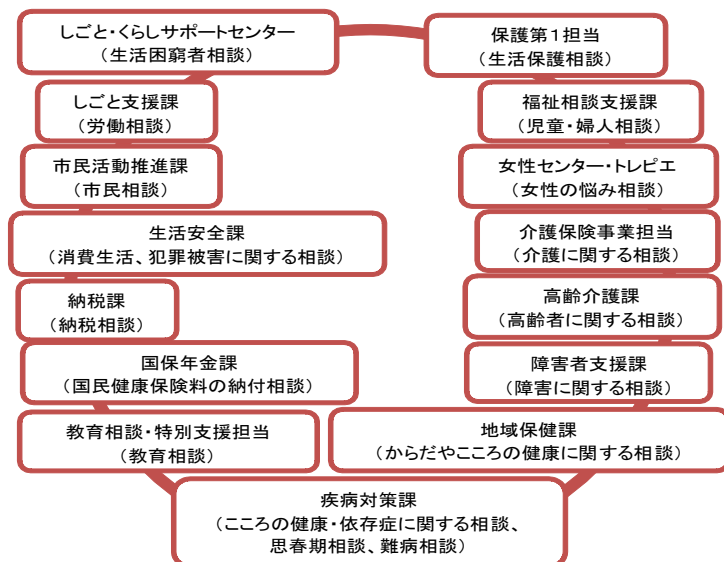 しごと・くらしサポートセンター
（生活困窮者相談）
保護第１担当
（生活保護相談）
しごと支援課
（労働相談）
福祉相談支援課
（児童・婦人相談）
市民活動推進課
（市民相談）
女性センター・トレピエ
（女性の悩み相談）
生活安全課
（消費生活、犯罪被害に関する相談）
介護保険事業担当
（介護に関する相談）
納税課
（納税相談）
高齢介護課
（高齢者に関する相談）
国保年金課
（国民健康保険料の納付相談）
障害者支援課
（障害に関する相談）
教育相談・特別支援担当
（教育相談）
地域保健課
（からだやこころの健康に関する相談）
疾病対策課
（こころの健康・依存症に関する相談、
思春期相談、難病相談）